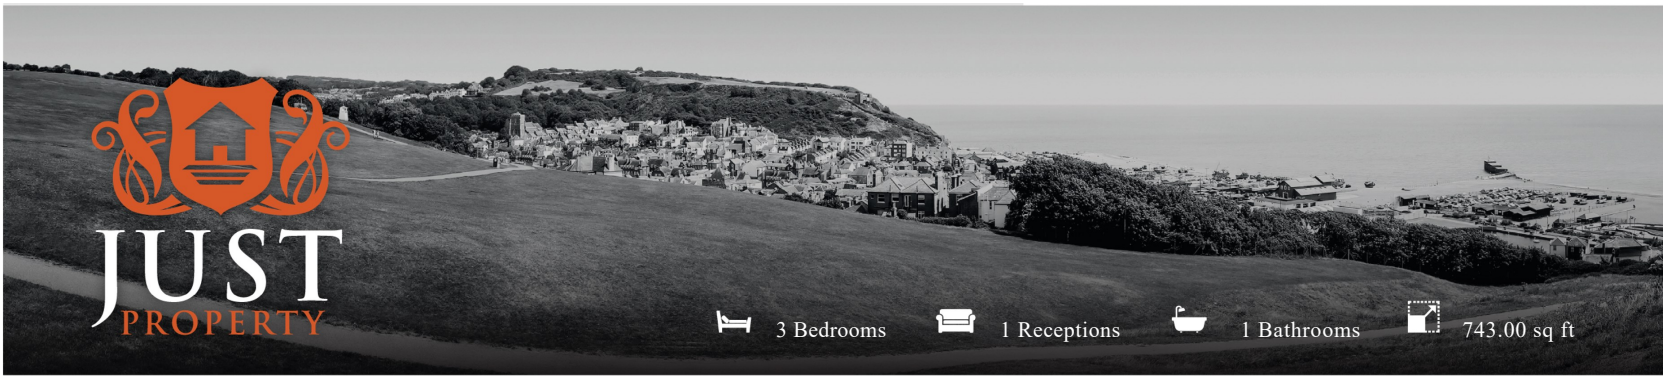 JUST
PROPERTY
3 Bedrooms 1 Receptions 1 Bathrooms 743.00 sq ft